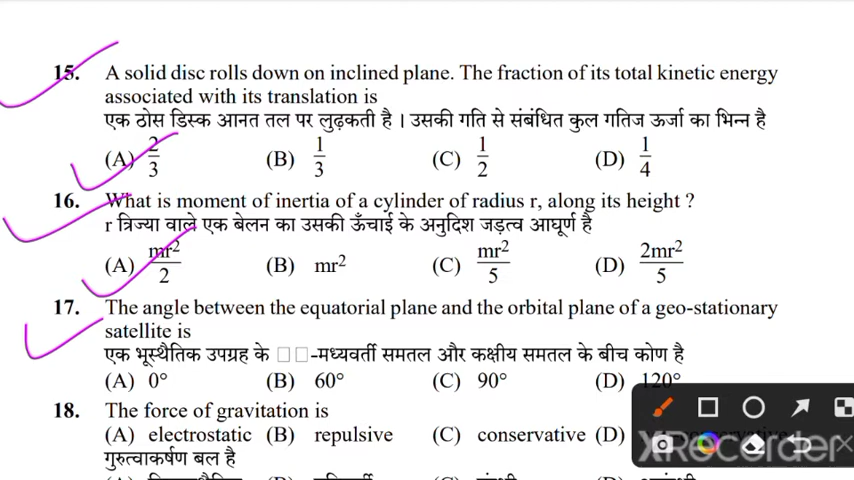 15. A solid disc rolls down on inclined plane. The fraction of its total kinetic energy
associated with its translation is
एक ठोस डिस्क आनत तल पर लुढ़कती है । उसकी गति से संबंधित कुल गतिज ऊर्जा का भिन्न है
(A) 2/3 (B) 1/3 (C) 1/2 (D) 1/4
16. What is moment of inertia of a cylinder of radius r, along its height ?
r त्रिज्या वाले एक बेलन का उसकी ऊँचाई के अनुदिश जड़त्व आघूर्ण है
(A) mr²/2 (B) mr² (C) mr²/5 (D) 2mr²/5
17. The angle between the equatorial plane and the orbital plane of a geo-stationary
satellite is
एक भूस्थैतिक उपग्रह के □□-मध्यवर्ती समतल और कक्षीय समतल के बीच कोण है
(A) 0° (B) 60° (C) 90° (D) 120°
18. The force of gravitation is
(A) electrostatic (B) repulsive (C) conservative (D)
गुरुत्वाकर्षण बल है
XRecorder